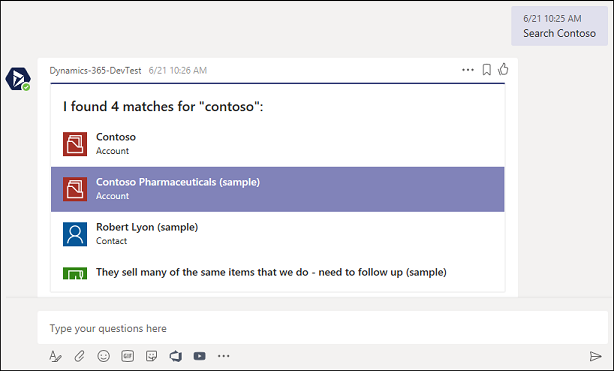 6/21 10:25 AM
Search Contoso
Dynamics-365-DevTest 6/21 10:26 AM
I found 4 matches for "contoso":
Contoso
Account
Contoso Pharmaceuticals (sample)
Account
Robert Lyon (sample)
Contact
They sell many of the same items that we do - need to follow up (sample)
Type your questions here
GIF